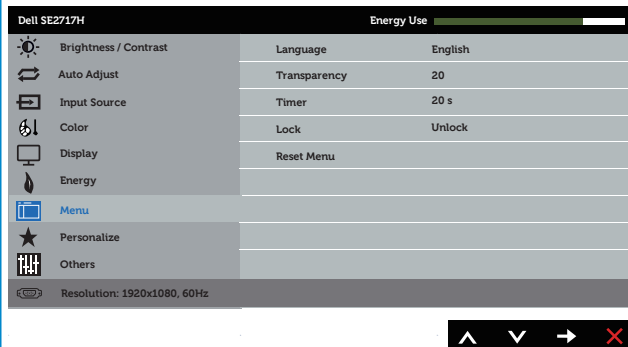 Dell SE2717H Energy Use
Brightness / Contrast Language English
Auto Adjust Transparency 20
Input Source Timer 20 s
Color Lock Unlock
Display Reset Menu
Energy
Menu
Personalize
Others
Resolution: 1920x1080, 60Hz